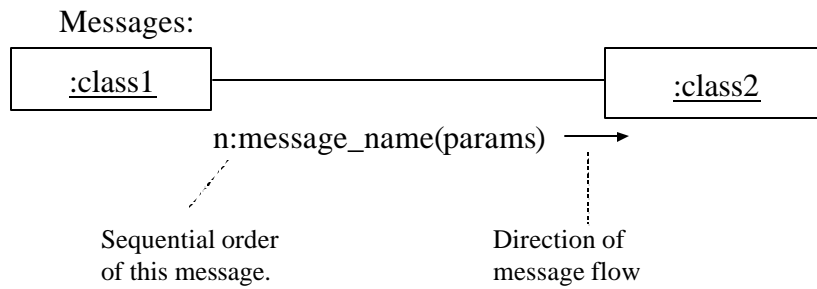 Messages:
:class1
:class2
n:message_name(params)
Sequential order
of this message.
Direction of
message flow